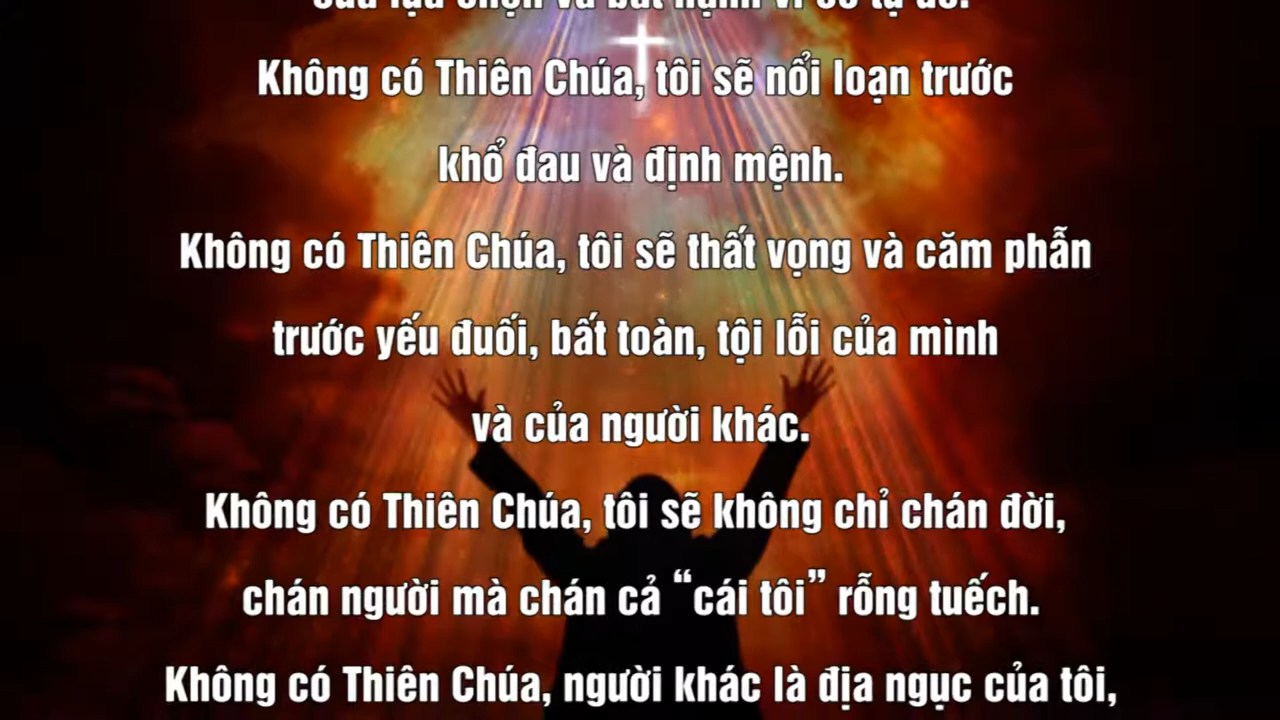 Không có Thiên Chúa, tôi sẽ nổi loạn trước
khổ đau và định mệnh.
Không có Thiên Chúa, tôi sẽ thất vọng và căm phẫn
trước yếu đuối, bất toàn, tội lỗi của mình
và của người khác.
Không có Thiên Chúa, tôi sẽ không chỉ chán đời,
chán người mà chán cả “cái tôi” rỗng tuếch.
Không có Thiên Chúa, người khác là địa ngục của tôi,